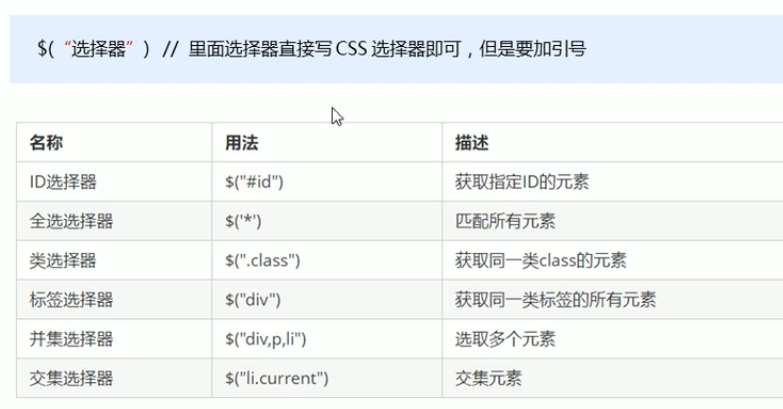 $(“选择器”) // 里面选择器直接写 CSS 选择器即可，但是要加引号
名称 用法 描述
ID选择器 $("#id") 获取指定ID的元素
全选选择器 $('*') 匹配所有元素
类选择器 $(".class") 获取同一类class的元素
标签选择器 $("div") 获取同一类标签的所有元素
并集选择器 $("div,p,li") 选取多个元素
交集选择器 $("li.current") 交集元素